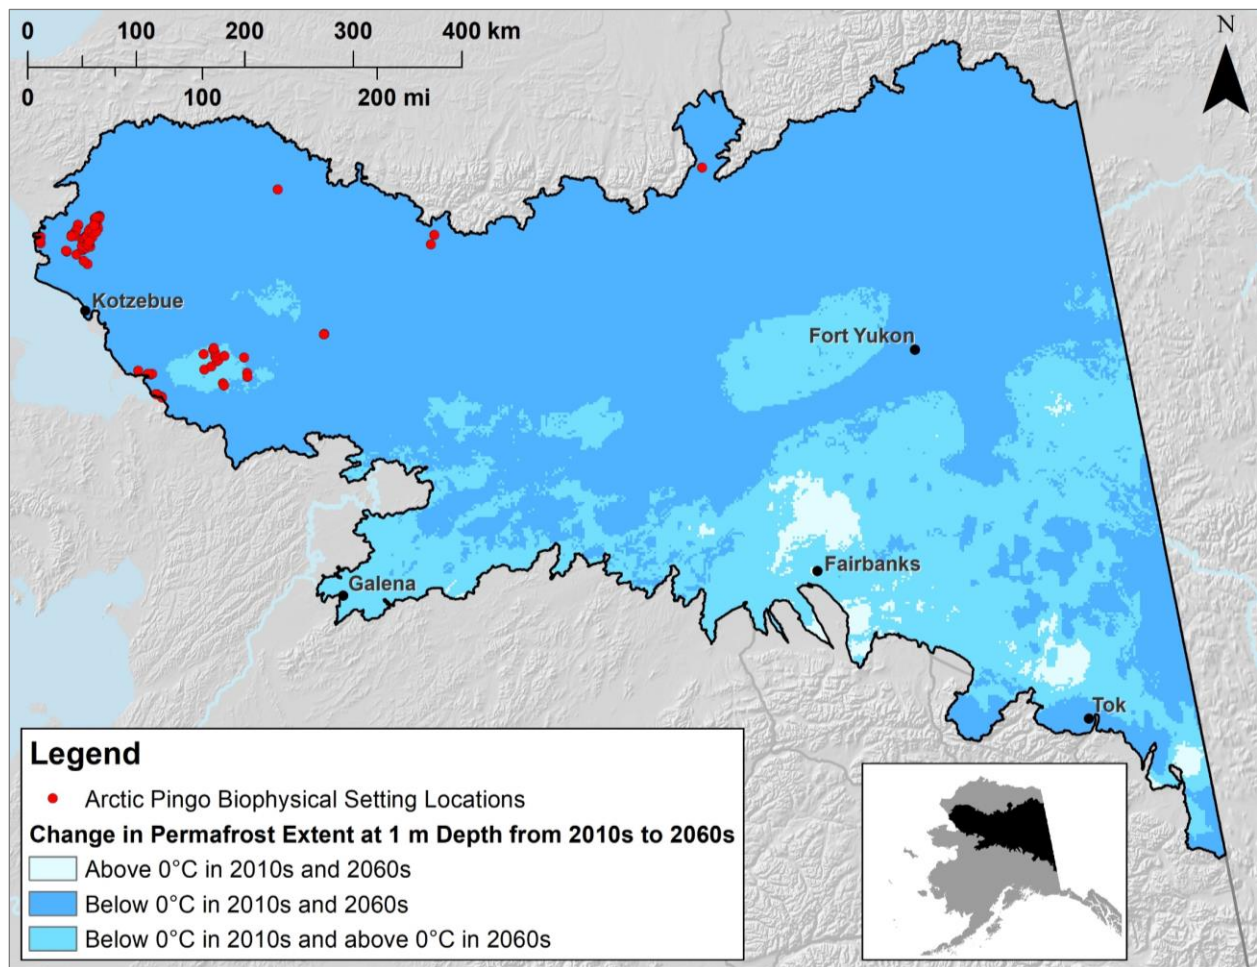 0 100 200 400 km
0 100 200 mi
N
Kotzebue
Fort Yukon
Fairbanks
Galena
Tok
Legend
Arctic Pingo Biophysical Setting Locations
Change in Permafrost Extent at 1 m Depth from 2010s to 2060s
Above 0°C in 2010s and 2060s
Below 0°C in 2010s and 2060s
Below 0°C in 2010s and above 0°C in 2060s